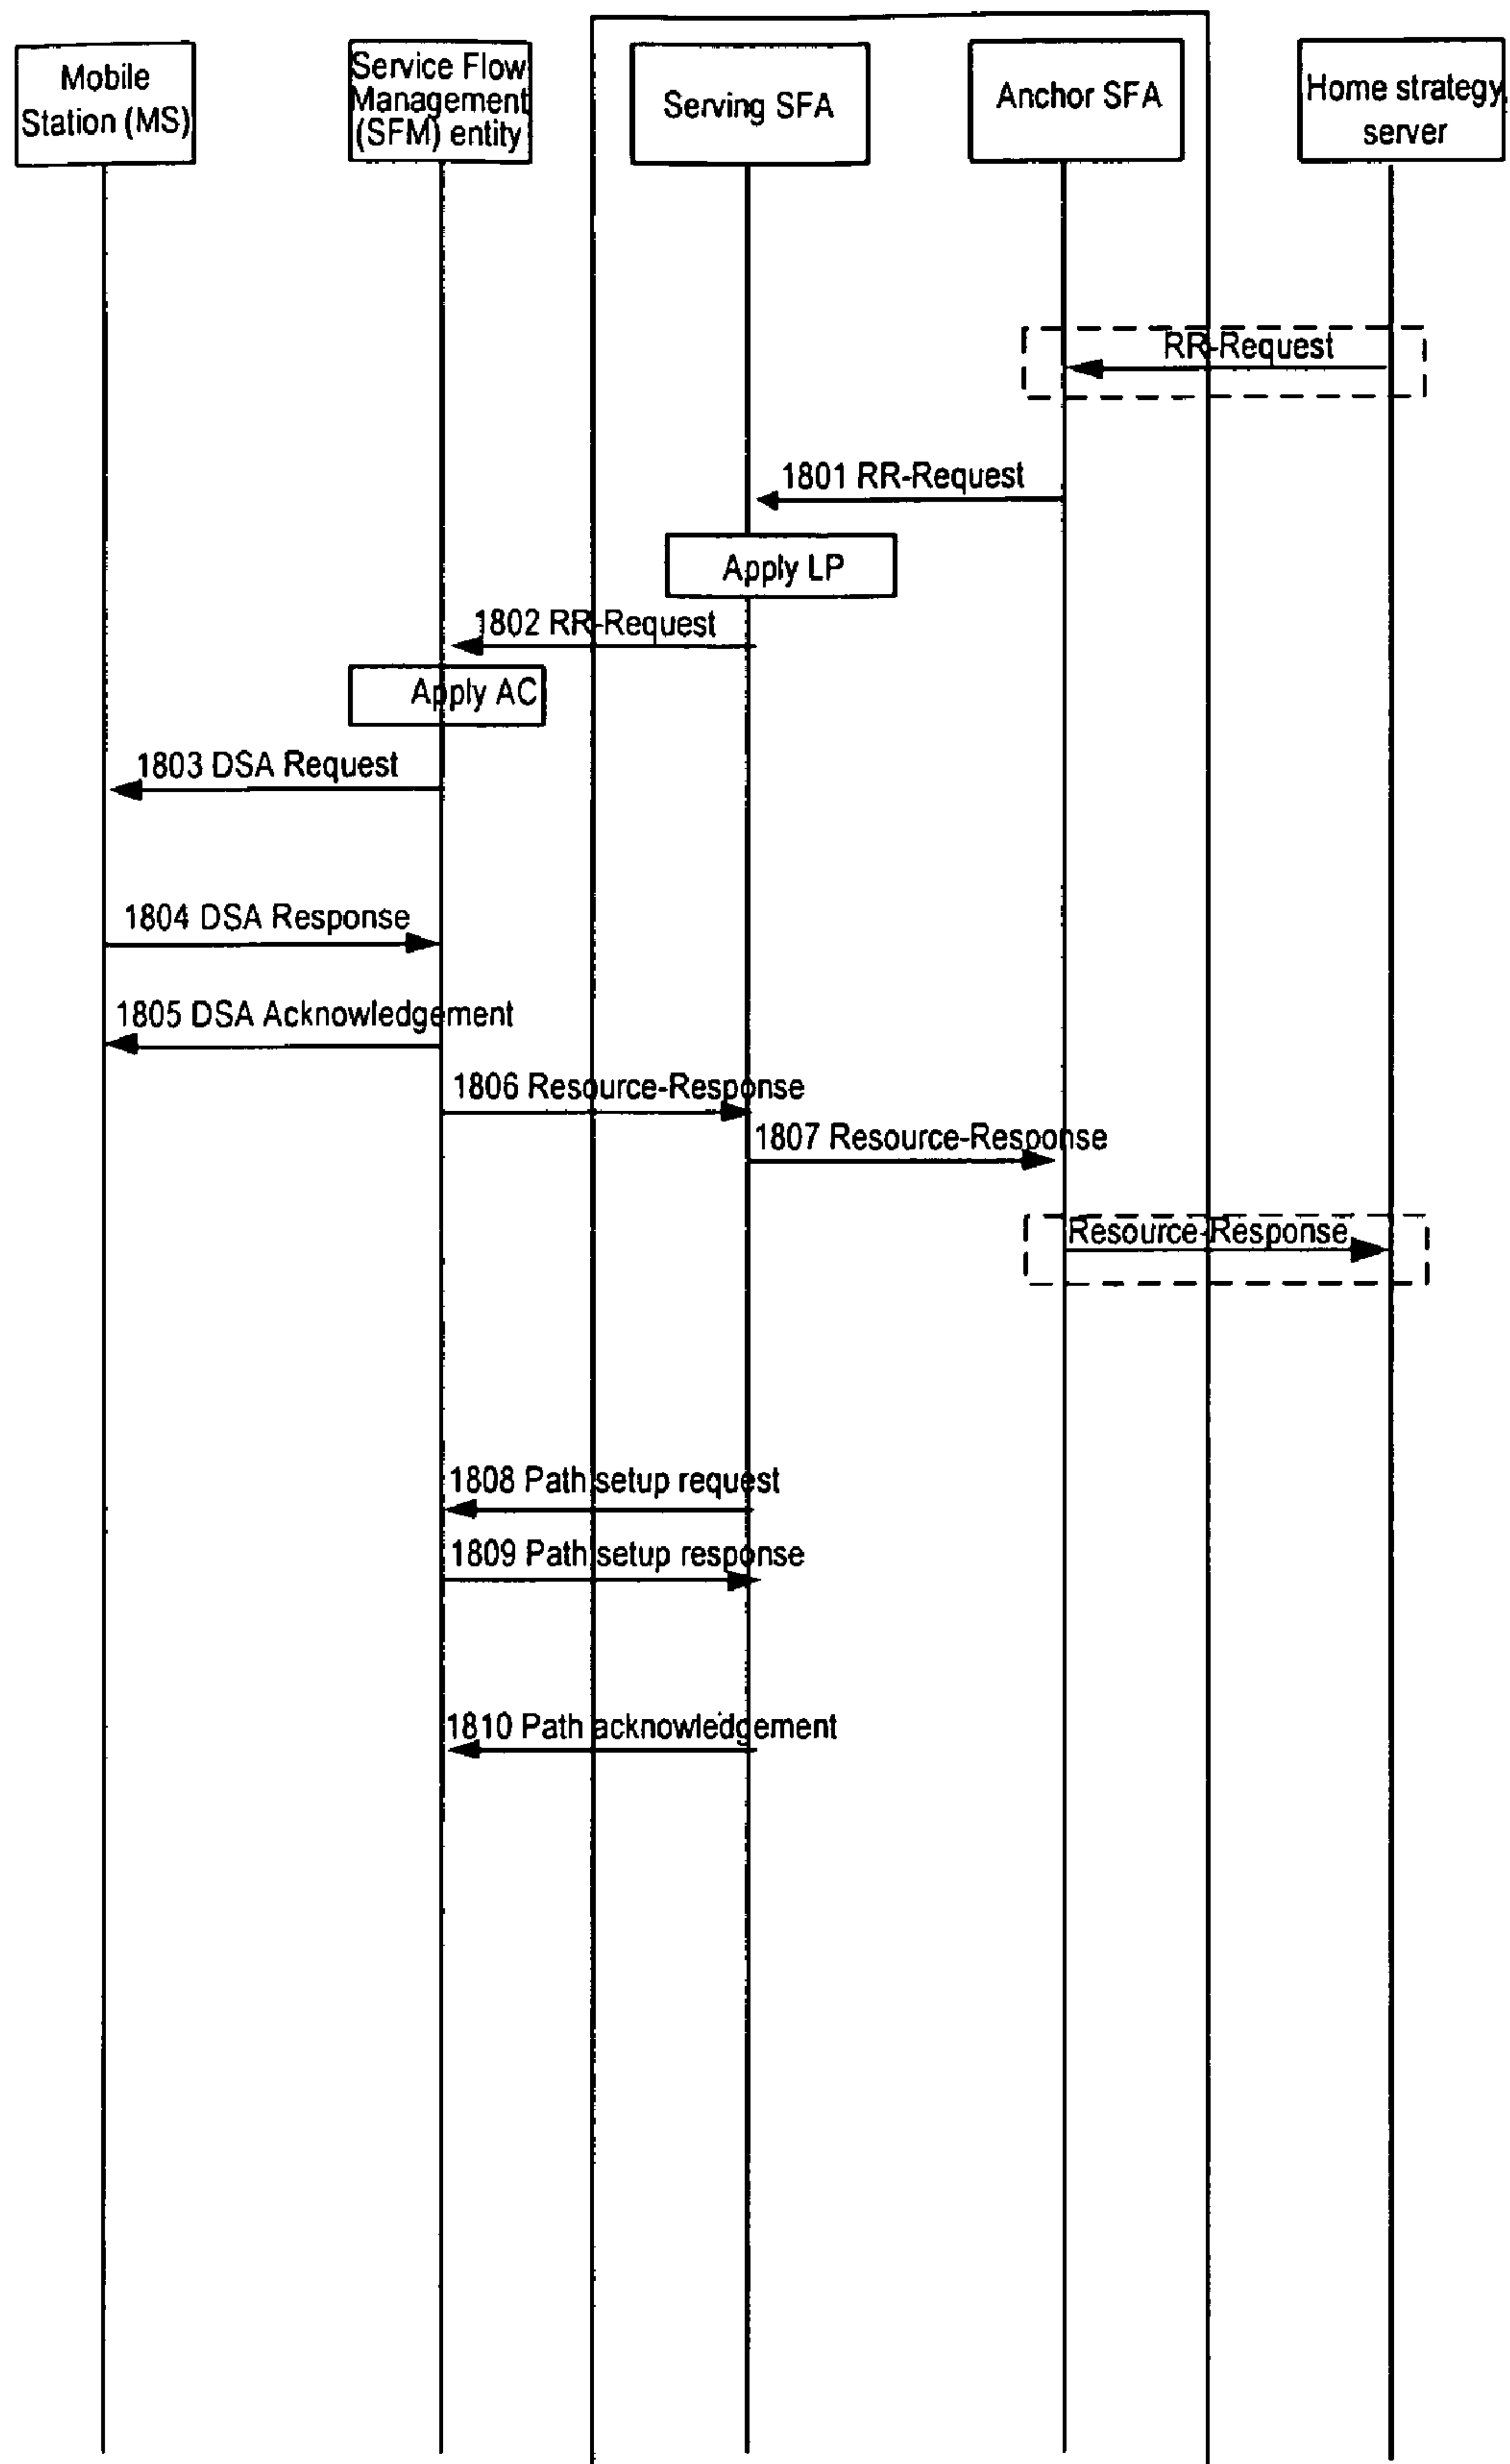 Mobile
Station (MS)
Service Flow
Management
(SFM) entity
Serving SFA
Anchor SFA
Home strategy
server
RR-Request
1801 RR-Request
Apply LP
1802 RR-Request
Apply AC
1803 DSA Request
1804 DSA Response
1805 DSA Acknowledgement
1806 Resource-Response
1807 Resource-Response
Resource-Response
1808 Path setup request
1809 Path setup response
1810 Path acknowledgement